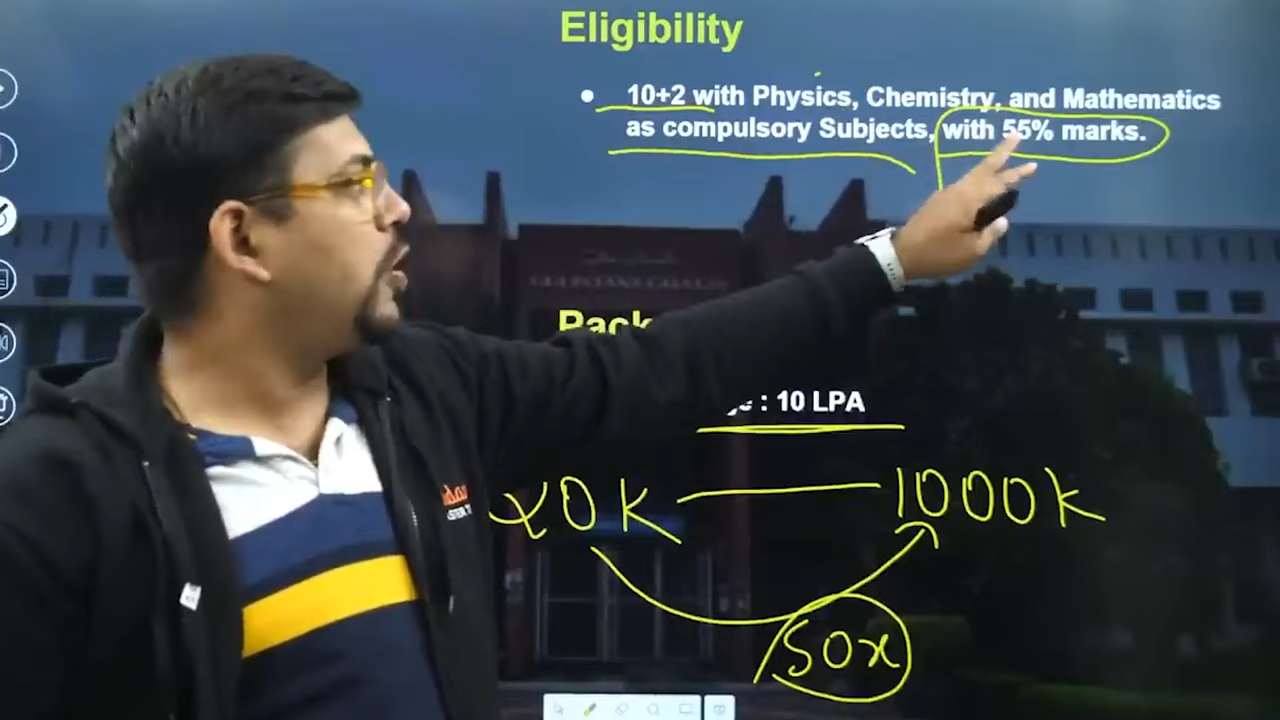 Eligibility
10+2 with Physics, Chemistry, and Mathematics
as compulsory Subjects, with 55% marks.
: 10 LPA
20K 1000K
50x